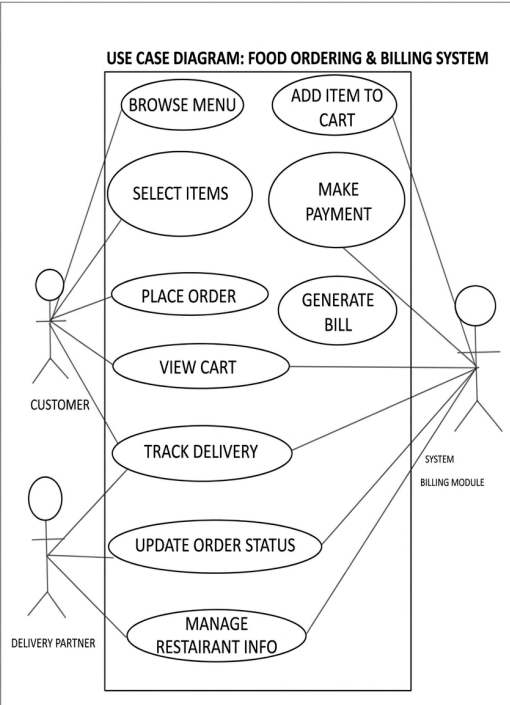 USE CASE DIAGRAM: FOOD ORDERING & BILLING SYSTEM
BROWSE MENU
ADD ITEM TO
CART
SELECT ITEMS
MAKE
PAYMENT
PLACE ORDER
GENERATE
BILL
VIEW CART
CUSTOMER
TRACK DELIVERY
SYSTEM
BILLING MODULE
UPDATE ORDER STATUS
MANAGE
RESTAIRANT INFO
DELIVERY PARTNER